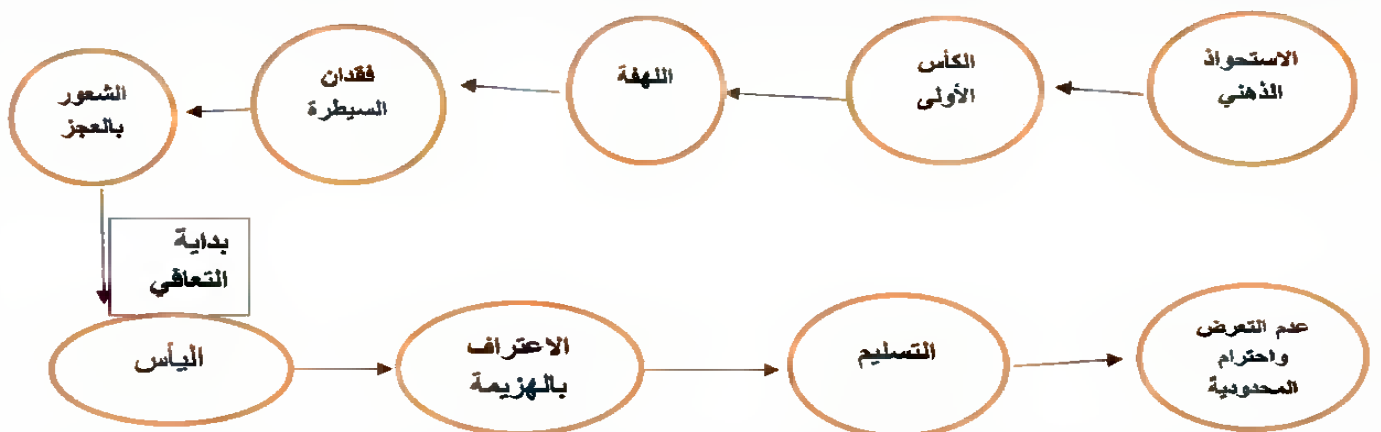 الاستحواذ
الذهني
الكأس
الأولى
اللهفة
فقدان
السيطرة
الشعور
بالعجز
بداية
التعافي
اليأس
الاعتراف
بالهزيمة
التسليم
عدم التعرض
واحترام
المحدودية